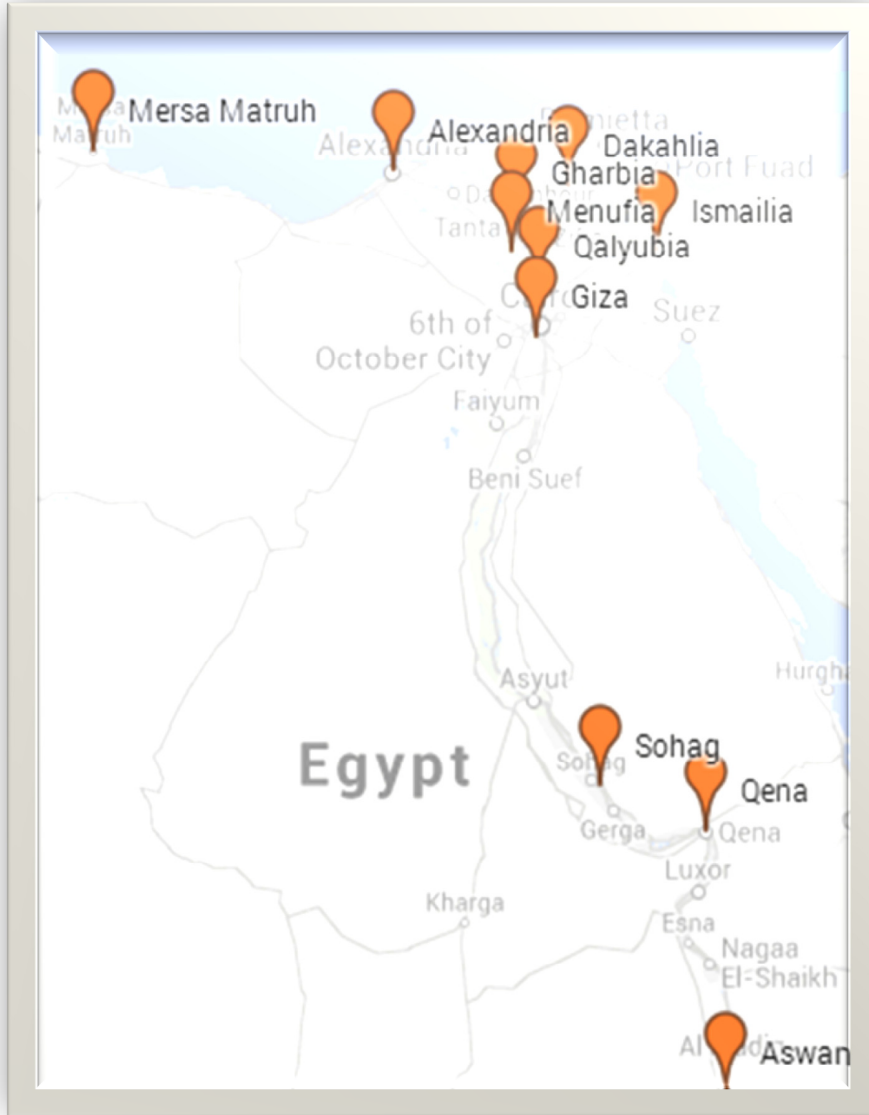 Mersa Matruh
Alexandria
Dakahlia
Port Fuad
Gharbia
Menufia
Ismailia
Tanta
Qalyubia
Giza
6th of
October City
Suez
Faiyum
Beni Suef
Asyut
Sohag
Sohag
Qena
Egypt
Gerga
Qena
Luxor
Kharga
Esna
Nagaa
El-Shaikh
Aswan